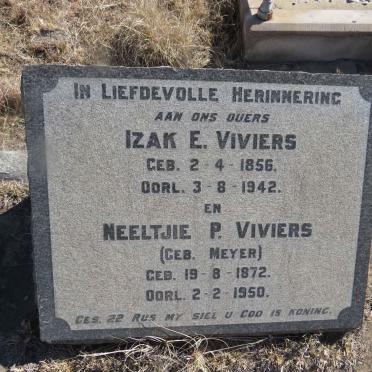 IN LIEFDEVOLLE HERINNERING
AAN ONS OUERS
IZAK E. VIVIERS
GEB. 2-4-1856.
OORL. 3-8-1942.
EN
NEELTJIE P. VIVIERS
(GEB. MEYER)
GEB. 19-8-1872.
OORL. 2-2-1950.
GES. 22 RUS MY SIEL U GOD IS KONING.